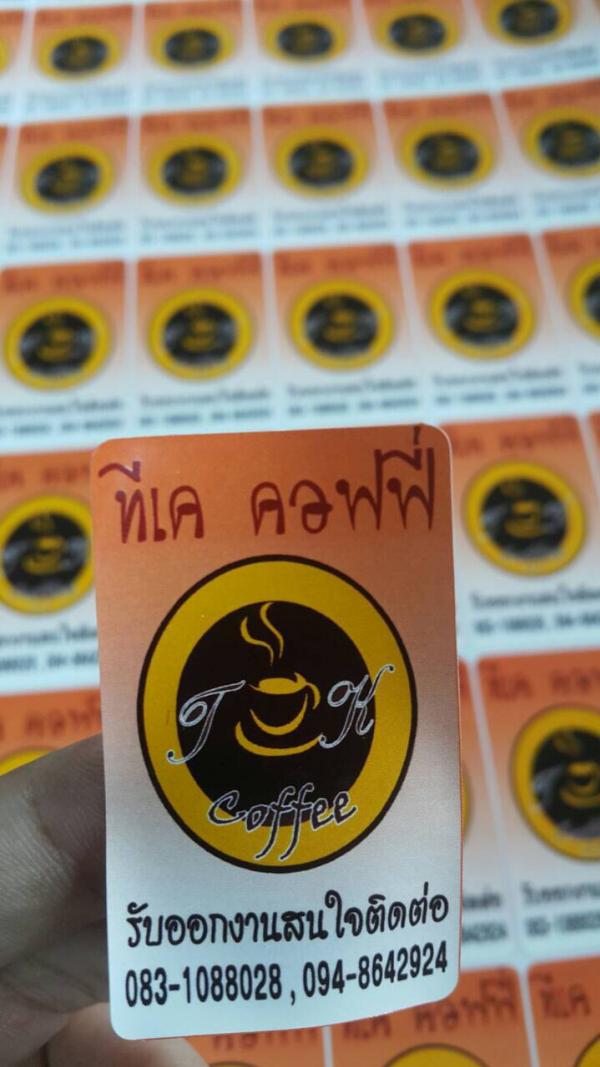 ทีเค คอฟฟี่
T K
Coffee
รับออกงานสนใจติดต่อ
083-1088028 , 094-8642924